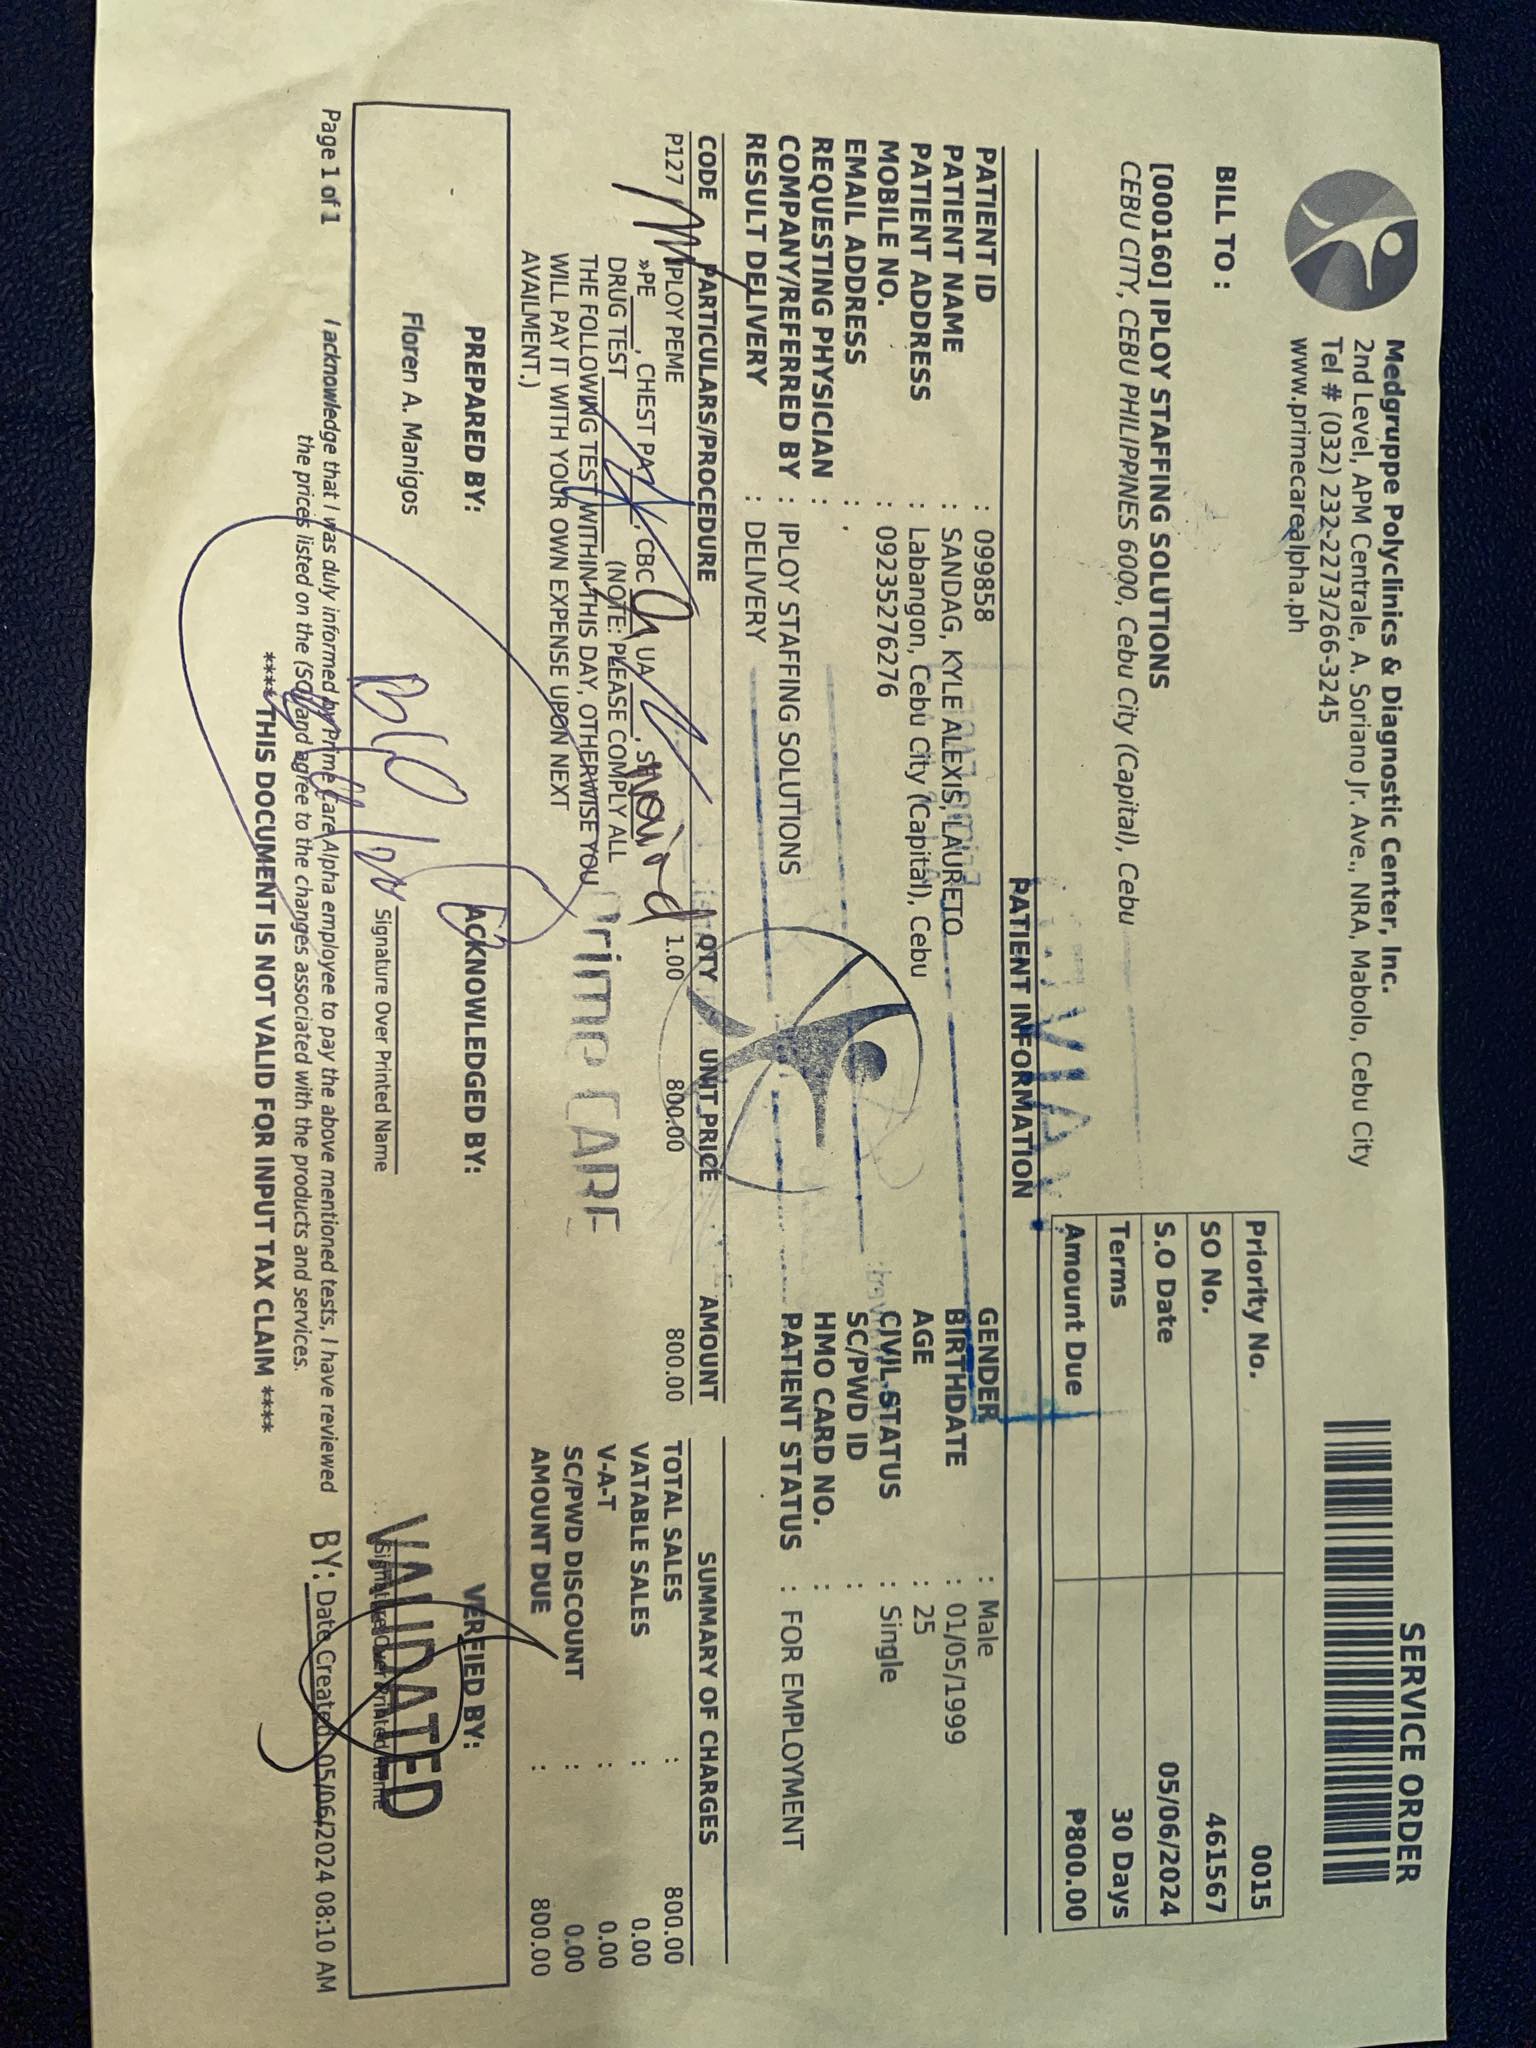 Medgruppe Polyclinics & Diagnostic Center, Inc.
2nd Level, APM Centrale, A. Soriano Jr. Ave., NRA, Mabolo, Cebu City
Tel # (032) 232-2273/266-3245
www.primecarealpha.ph
SERVICE ORDER
BILL TO :
[000160] IPLOY STAFFING SOLUTIONS
CEBU CITY, CEBU PHILIPPINES 6000, Cebu City (Capital), Cebu
Priority No. 0015
SO No. 461567
S.O Date 05/06/2024
Terms 30 Days
Amount Due ₱800.00
PATIENT INFORMATION
PATIENT ID : 099858 GENDER : Male
PATIENT NAME : SANDAG, KYLE ALEXIS, LAURETO BIRTHDATE : 01/05/1999
PATIENT ADDRESS : Labangon, Cebu City (Capital), Cebu AGE : 25
MOBILE NO. : 09235276276 CIVIL STATUS : Single
EMAIL ADDRESS : . SC/PWD ID :
REQUESTING PHYSICIAN : HMO CARD NO. :
COMPANY/REFERRED BY : IPLOY STAFFING SOLUTIONS PATIENT STATUS : FOR EMPLOYMENT
RESULT DELIVERY : DELIVERY
CODE PARTICULARS/PROCEDURE QTY UNIT PRICE AMOUNT SUMMARY OF CHARGES
P127 IPLOY PEME 1.00 800.00 800.00 TOTAL SALES : 800.00
»PE ____, CHEST PA ____, CBC ____, UA ____, VATABLE SALES : 0.00
DRUG TEST ____ (NOTE: PLEASE COMPLY ALL V-A-T : 0.00
THE FOLLOWING TEST WITHIN THIS DAY, OTHERWISE YOU SC/PWD DISCOUNT : 0.00
WILL PAY IT WITH YOUR OWN EXPENSE UPON NEXT AMOUNT DUE : 800.00
AVAILMENT.)
Prime CARE
PREPARED BY: ACKNOWLEDGED BY: VERIFIED BY:
Floren A. Manigos
Signature Over Printed Name Signature Over Printed Name
VALIDATED
BY:
Page 1 of 1 I acknowledge that I was duly informed by Prime Care Alpha employee to pay the above mentioned tests, I have reviewed Date Created: 05/06/2024 08:10 AM
the prices listed on the (SO) and agree to the changes associated with the products and services.
****THIS DOCUMENT IS NOT VALID FOR INPUT TAX CLAIM ****